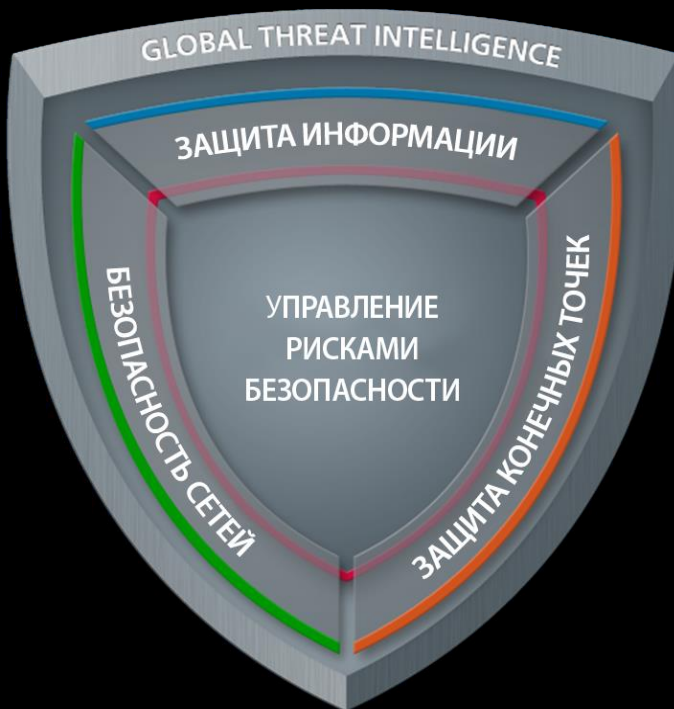 GLOBAL THREAT INTELLIGENCE
ЗАЩИТА ИНФОРМАЦИИ
БЕЗОПАСНОСТЬ СЕТЕЙ
УПРАВЛЕНИЕ
РИСКАМИ
БЕЗОПАСНОСТИ
ЗАЩИТА КОНЕЧНЫХ ТОЧЕК